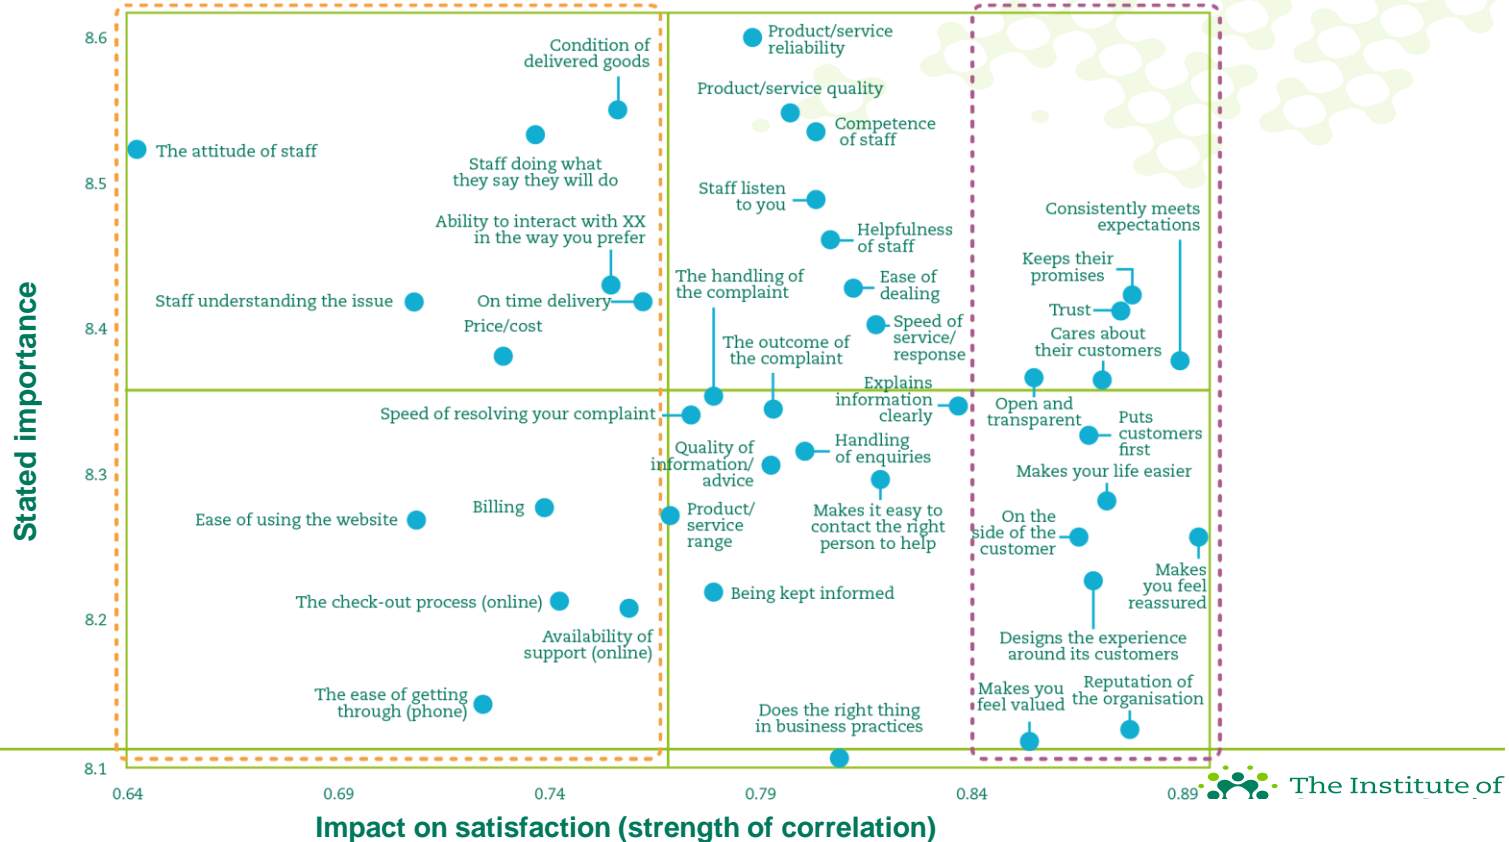 8.6
8.5
8.4
8.3
8.2
8.1
Stated importance
Product/service
reliability
Condition of
delivered goods
Product/service quality
Competence
of staff
The attitude of staff
Staff doing what
they say they will do
Staff listen
to you
Consistently meets
expectations
Ability to interact with XX
in the way you prefer
Helpfulness
of staff
Keeps their
promises
The handling of
the complaint
Ease of
dealing
Staff understanding the issue
On time delivery
Trust
Price/cost
Speed of
service/
response
Cares about
their customers
The outcome of
the complaint
Explains
information
clearly
Open and
transparent
Speed of resolving your complaint
Puts
customers
first
Quality of
information/
advice
Handling
of enquiries
Makes your life easier
Billing
Ease of using the website
Product/
service
range
Makes it easy to
contact the right
person to help
On the
side of the
customer
Makes
you feel
reassured
Being kept informed
The check-out process (online)
Availability of
support (online)
Designs the experience
around its customers
The ease of getting
through (phone)
Makes you
feel valued
Reputation of
the organisation
Does the right thing
in business practices
0.64
0.69
0.74
0.79
0.84
0.89
Impact on satisfaction (strength of correlation)
The Institute of